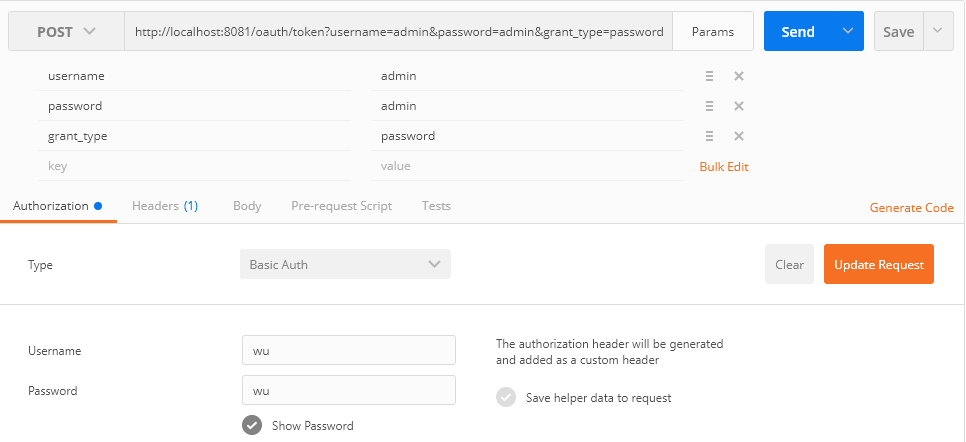 POST http://localhost:8081/oauth/token?username=admin&password=admin&grant_type=password Params Send Save
username admin
password admin
grant_type password
key value Bulk Edit
Authorization Headers (1) Body Pre-request Script Tests Generate Code
Type Basic Auth Clear Update Request
Username wu The authorization header will be generated
and added as a custom header
Password wu Save helper data to request
Show Password